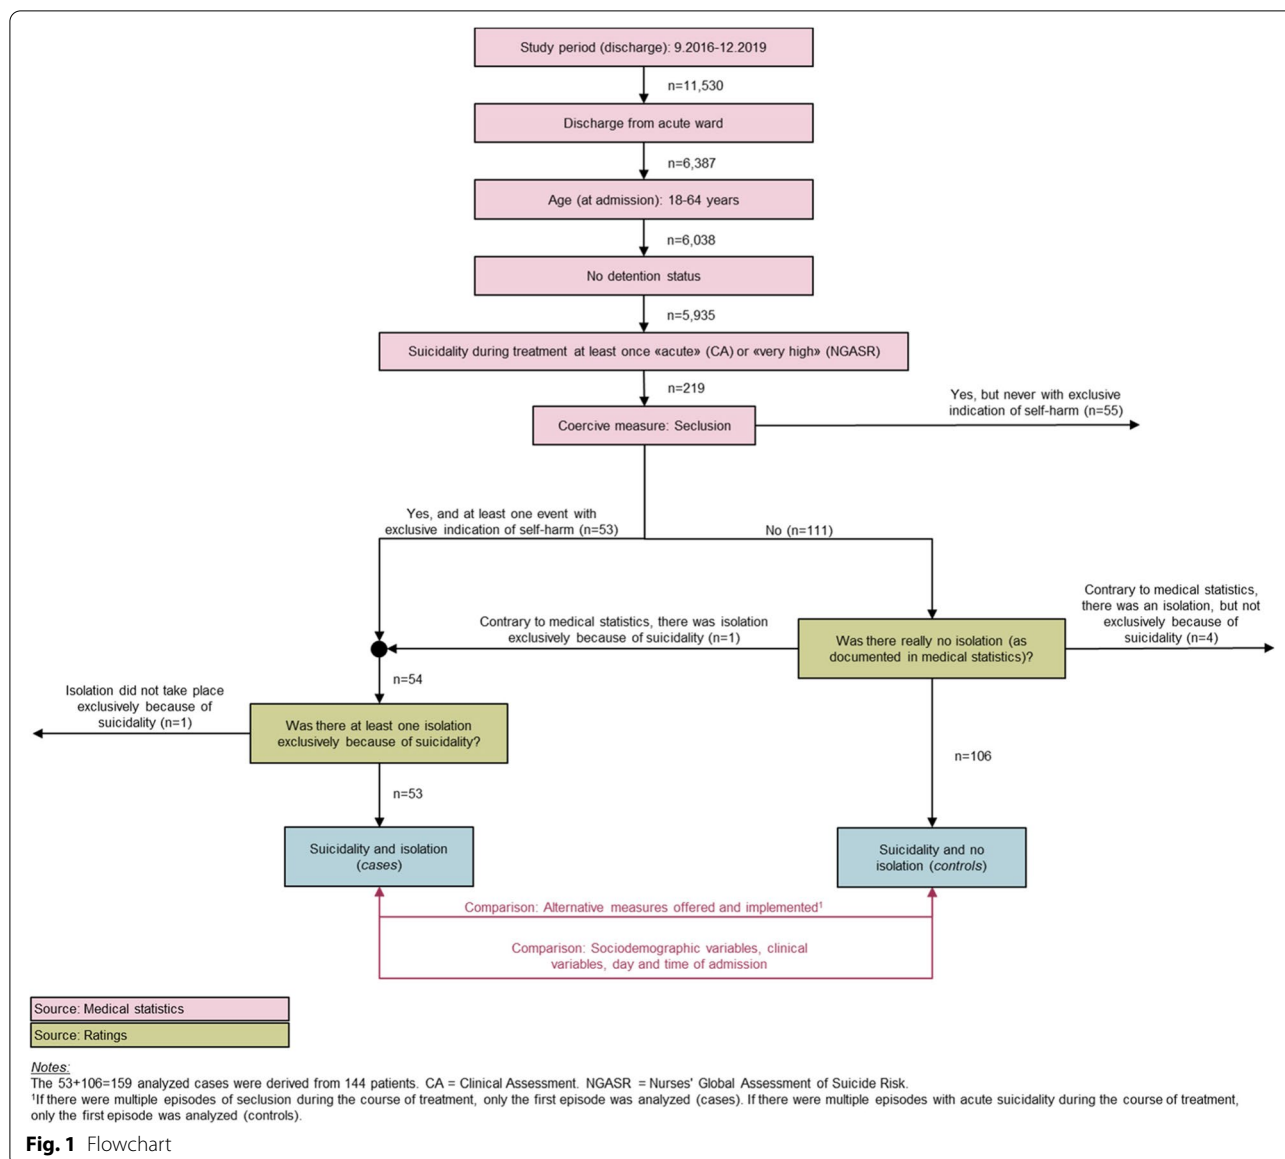 Study period (discharge): 9.2016-12.2019
n=11,530
Discharge from acute ward
n=6,387
Age (at admission): 18-64 years
n=6,038
No detention status
n=5,935
Suicidality during treatment at least once «acute» (CA) or «very high» (NGASR)
n=219
Yes, but never with exclusive
indication of self-harm (n=55)
Coercive measure: Seclusion
Yes, and at least one event with
exclusive indication of self-harm (n=53)
No (n=111)
Contrary to medical statistics,
there was an isolation, but not
exclusively because of
suicidality (n=4)
Contrary to medical statistics, there was isolation
exclusively because of suicidality (n=1)
Was there really no isolation (as
documented in medical statistics)?
n=54
Isolation did not take place
exclusively because of
suicidality (n=1)
Was there at least one isolation
exclusively because of suicidality?
n=106
n=53
Suicidality and isolation
(cases)
Suicidality and no
isolation (controls)
Comparison: Alternative measures offered and implemented¹
Comparison: Sociodemographic variables, clinical
variables, day and time of admission
Source: Medical statistics
Source: Ratings
Notes:
The 53+106=159 analyzed cases were derived from 144 patients. CA = Clinical Assessment. NGASR = Nurses' Global Assessment of Suicide Risk.
¹If there were multiple episodes of seclusion during the course of treatment, only the first episode was analyzed (cases). If there were multiple episodes with acute suicidality during the course of treatment,
only the first episode was analyzed (controls).
Fig. 1 Flowchart